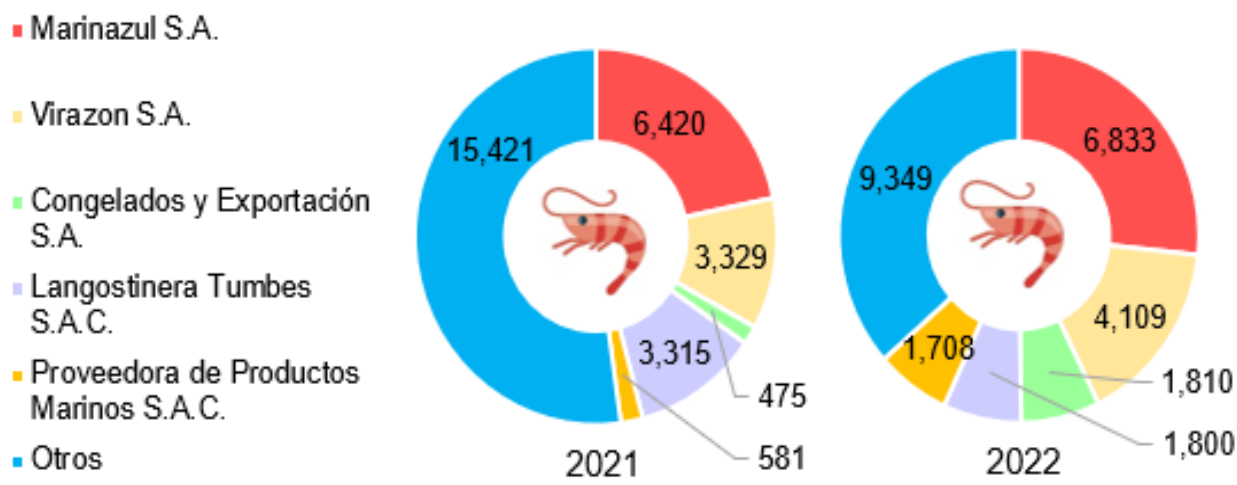 Marinazul S.A.
Virazon S.A.
Congelados y Exportación
S.A.
Langostinera Tumbes
S.A.C.
Proveedora de Productos
Marinos S.A.C.
Otros
15,421
6,420
3,329
3,315
475
581
2021
9,349
6,833
4,109
1,708
1,810
1,800
2022